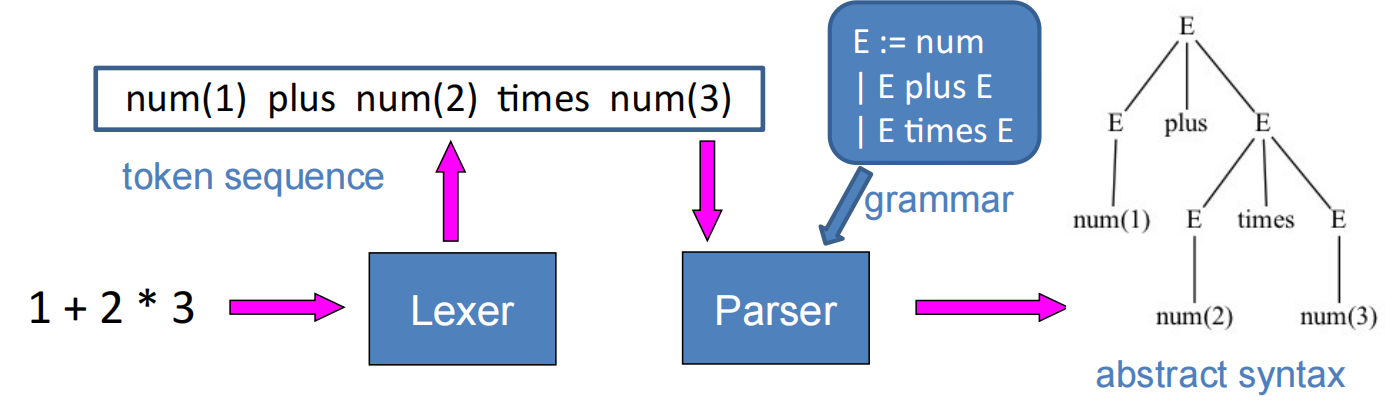 E := num
| E plus E
| E times E
num(1) plus num(2) times num(3)
token sequence
grammar
1 + 2 * 3
Lexer
Parser
E
E plus E
num(1) E times E
num(2) num(3)
abstract syntax